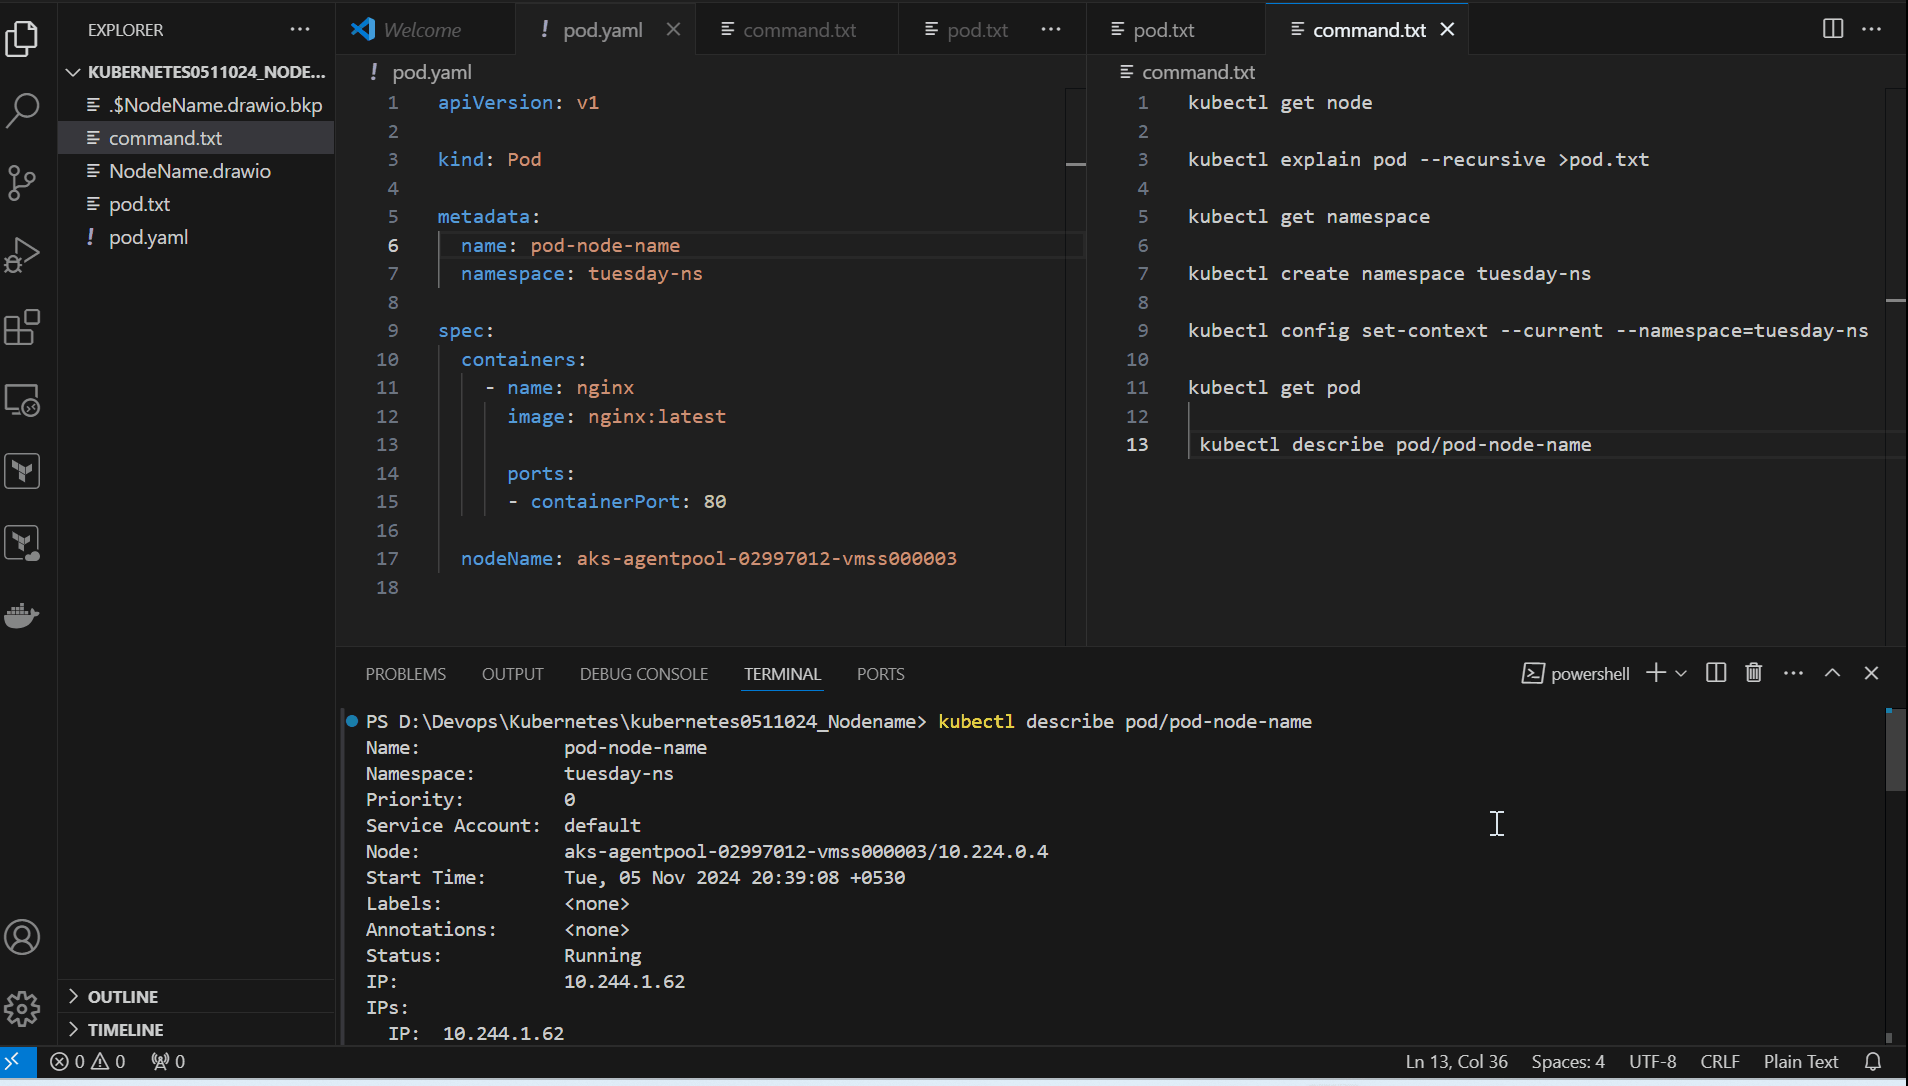 EXPLORER
KUBERNETES0511024_NODE...
.$NodeName.drawio.bkp
command.txt
NodeName.drawio
pod.txt
! pod.yaml
OUTLINE
TIMELINE
Welcome
! pod.yaml
command.txt
pod.txt
! pod.yaml
1 apiVersion: v1
2
3 kind: Pod
4
5 metadata:
6 name: pod-node-name
7 namespace: tuesday-ns
8
9 spec:
10 containers:
11 - name: nginx
12 image: nginx:latest
13
14 ports:
15 - containerPort: 80
16
17 nodeName: aks-agentpool-02997012-vmss000003
18
pod.txt
command.txt
command.txt
1 kubectl get node
2
3 kubectl explain pod --recursive >pod.txt
4
5 kubectl get namespace
6
7 kubectl create namespace tuesday-ns
8
9 kubectl config set-context --current --namespace=tuesday-ns
10
11 kubectl get pod
12
13 kubectl describe pod/pod-node-name
PROBLEMS OUTPUT DEBUG CONSOLE TERMINAL PORTS
powershell
PS D:\Devops\Kubernetes\kubernetes0511024_Nodename> kubectl describe pod/pod-node-name
Name: pod-node-name
Namespace: tuesday-ns
Priority: 0
Service Account: default
Node: aks-agentpool-02997012-vmss000003/10.224.0.4
Start Time: Tue, 05 Nov 2024 20:39:08 +0530
Labels: <none>
Annotations: <none>
Status: Running
IP: 10.244.1.62
IPs:
IP: 10.244.1.62
0 0 0
Ln 13, Col 36 Spaces: 4 UTF-8 CRLF Plain Text